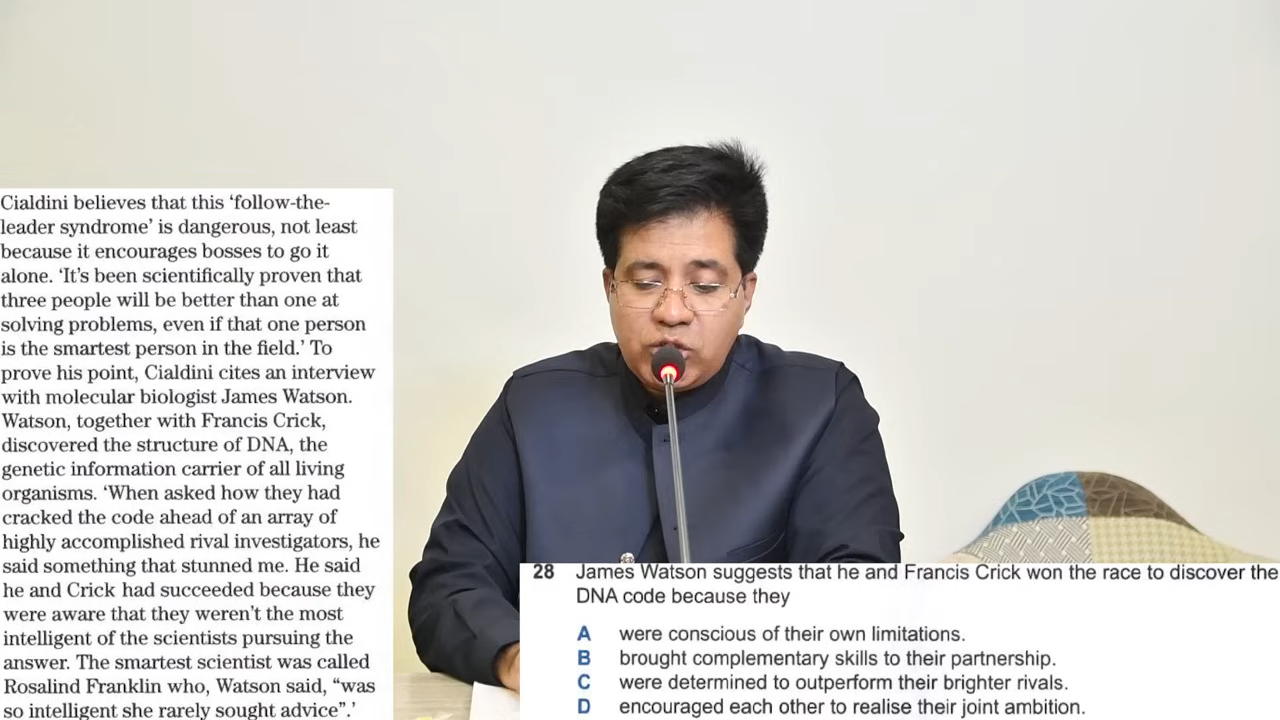 Cialdini believes that this ‘follow-the-
leader syndrome’ is dangerous, not least
because it encourages bosses to go it
alone. ‘It’s been scientifically proven that
three people will be better than one at
solving problems, even if that one person
is the smartest person in the field.’ To
prove his point, Cialdini cites an interview
with molecular biologist James Watson.
Watson, together with Francis Crick,
discovered the structure of DNA, the
genetic information carrier of all living
organisms. ‘When asked how they had
cracked the code ahead of an array of
highly accomplished rival investigators, he
said something that stunned me. He said
he and Crick had succeeded because they
were aware that they weren’t the most
intelligent of the scientists pursuing the
answer. The smartest scientist was called
Rosalind Franklin who, Watson said, “was
so intelligent she rarely sought advice”.’
28 James Watson suggests that he and Francis Crick won the race to discover the
DNA code because they
A were conscious of their own limitations.
B brought complementary skills to their partnership.
C were determined to outperform their brighter rivals.
D encouraged each other to realise their joint ambition.